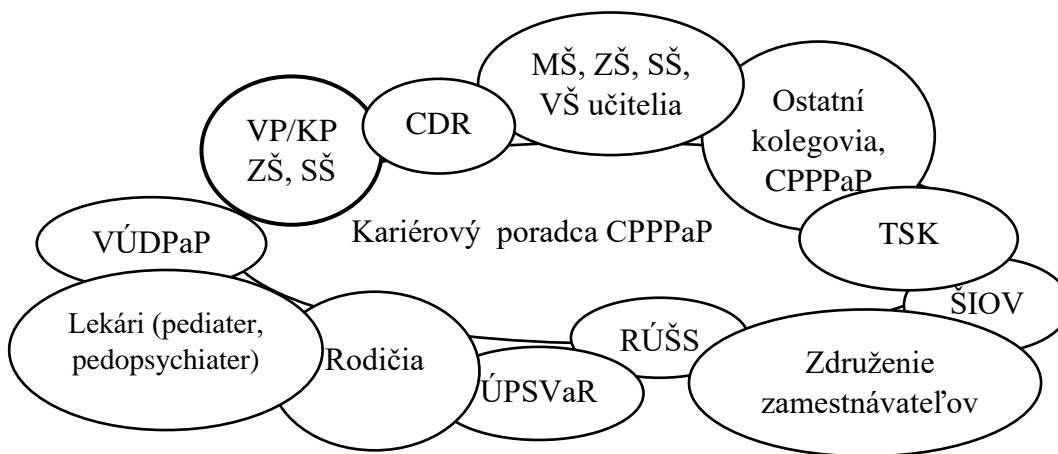 MŠ, ZŠ, SŠ,
VŠ učitelia
Ostatní
kolegovia,
CPPPaP
CDR
VP/KP
ZŠ, SŠ
VÚDPaP
Kariérový  poradca CPPPaP
TSK
ŠIOV
Lekári (pediater,
pedopsychiater)
Rodičia
RÚŠS
ÚPSVaR
Združenie
zamestnávateľov